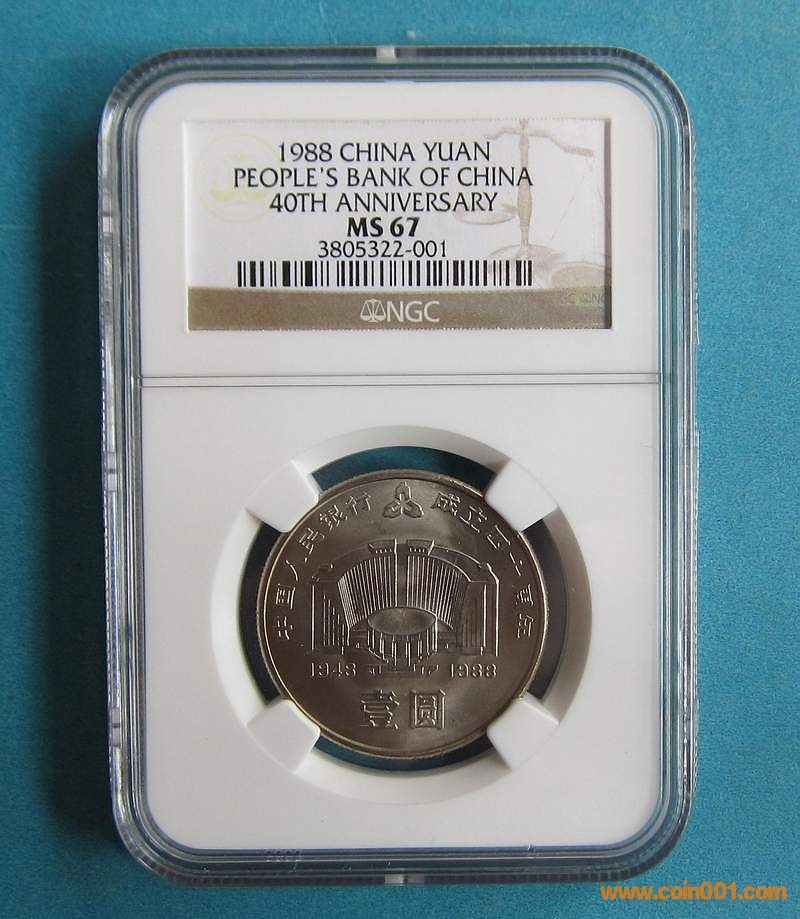 1988 CHINA YUAN
PEOPLE'S BANK OF CHINA
40TH ANNIVERSARY
MS 67
3805322-001
NGC
中国人民银行 成立四十周年
1948 1988
壹圆
www.coin001.com